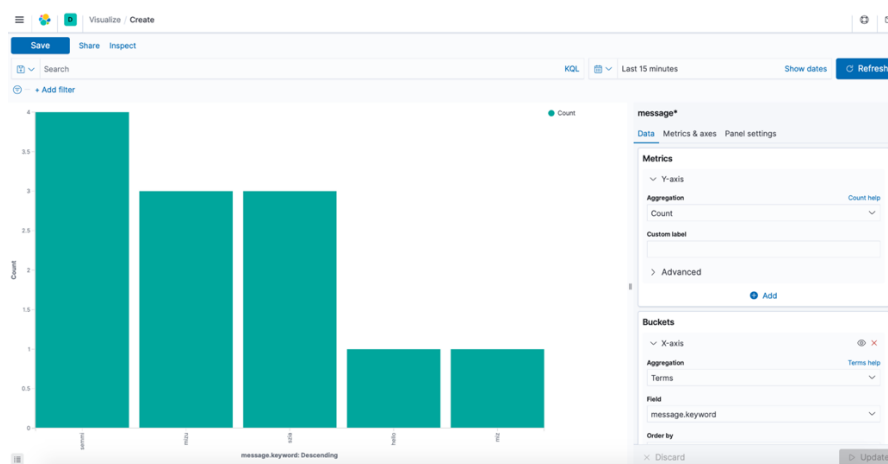 D Visualize / Create
Save Share Inspect
Search KQL Last 15 minutes Show dates Refresh
+ Add filter
Count
4
3.5
3
2.5
2
1.5
1
0.5
0
Count
mizu
hello
miz
message.keyword: Descending
message*
Data Metrics & axes Panel settings
Metrics
Y-axis
Aggregation Count help
Count
Custom label
Advanced
Add
Buckets
X-axis
Aggregation Terms help
Terms
Field
message.keyword
Order by
Discard Update